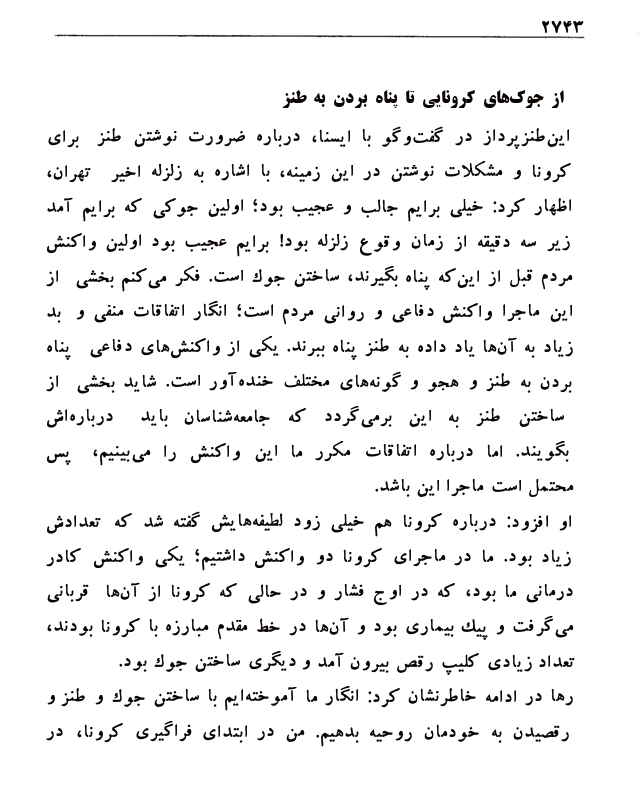 ۲۷۴۳
از جوک‌های کرونایی تا پناه بردن به طنز
این‌طنزپرداز در گفت‌وگو با ایسنا، درباره ضرورت نوشتن طنز برای
کرونا و مشکلات نوشتن در این زمینه، با اشاره به زلزله اخیر تهران،
اظهار کرد: خیلی برایم جالب و عجیب بود؛ اولین جوکی که برایم آمد
زیر سه دقیقه از زمان وقوع زلزله بود! برایم عجیب بود اولین واکنش
مردم قبل از این‌که پناه بگیرند، ساختن جوك است. فکر می‌کنم بخشی از
این ماجرا واکنش دفاعی و روانی مردم است؛ انگار اتفاقات منفی و بد
زیاد به آن‌ها یاد داده به طنز پناه ببرند. یکی از واکنش‌های دفاعی پناه
بردن به طنز و هجو و گونه‌های مختلف خنده‌آور است. شاید بخشی از
ساختن طنز به این برمی‌گردد که جامعه‌شناسان باید درباره‌اش
بگویند. اما درباره اتفاقات مکرر ما این واکنش را می‌بینیم، پس
محتمل است ماجرا این باشد.
او افزود: درباره کرونا هم خیلی زود لطیفه‌هایش گفته شد که تعدادش
زیاد بود. ما در ماجرای کرونا دو واکنش داشتیم؛ یکی واکنش کادر
درمانی ما بود، که در اوج فشار و در حالی که کرونا از آن‌ها قربانی
می‌گرفت و پیك بیماری بود و آن‌ها در خط مقدم مبارزه با کرونا بودند،
تعداد زیادی کلیپ رقص بیرون آمد و دیگری ساختن جوك بود.
رها در ادامه خاطرنشان کرد: انگار ما آموخته‌ایم با ساختن جوك و طنز و
رقصیدن به خودمان روحیه بدهیم. من در ابتدای فراگیری کرونا، در